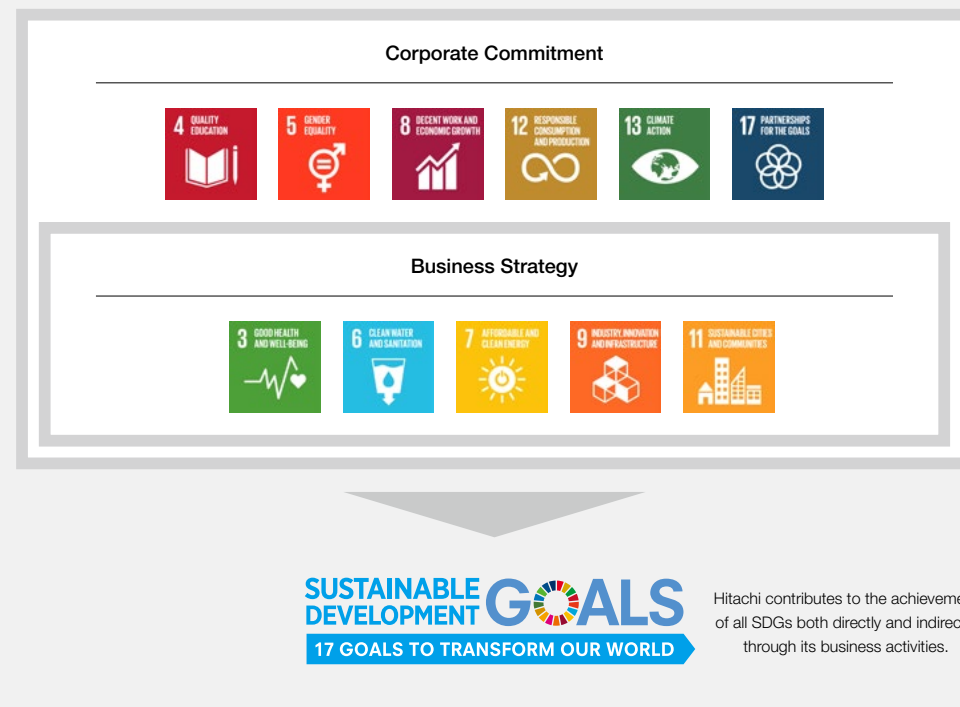 Corporate Commitment
4 QUALITY
EDUCATION
5 GENDER
EQUALITY
8 DECENT WORK AND
ECONOMIC GROWTH
12 RESPONSIBLE
CONSUMPTION
AND PRODUCTION
13 CLIMATE
ACTION
17 PARTNERSHIPS
FOR THE GOALS
Business Strategy
3 GOOD HEALTH
AND WELL-BEING
6 CLEAN WATER
AND SANITATION
7 AFFORDABLE AND
CLEAN ENERGY
9 INDUSTRY, INNOVATION
AND INFRASTRUCTURE
11 SUSTAINABLE CITIES
AND COMMUNITIES
SUSTAINABLE
DEVELOPMENT
GOALS
17 GOALS TO TRANSFORM OUR WORLD
Hitachi contributes to the
of all SDGs both directly and
through its business activities.